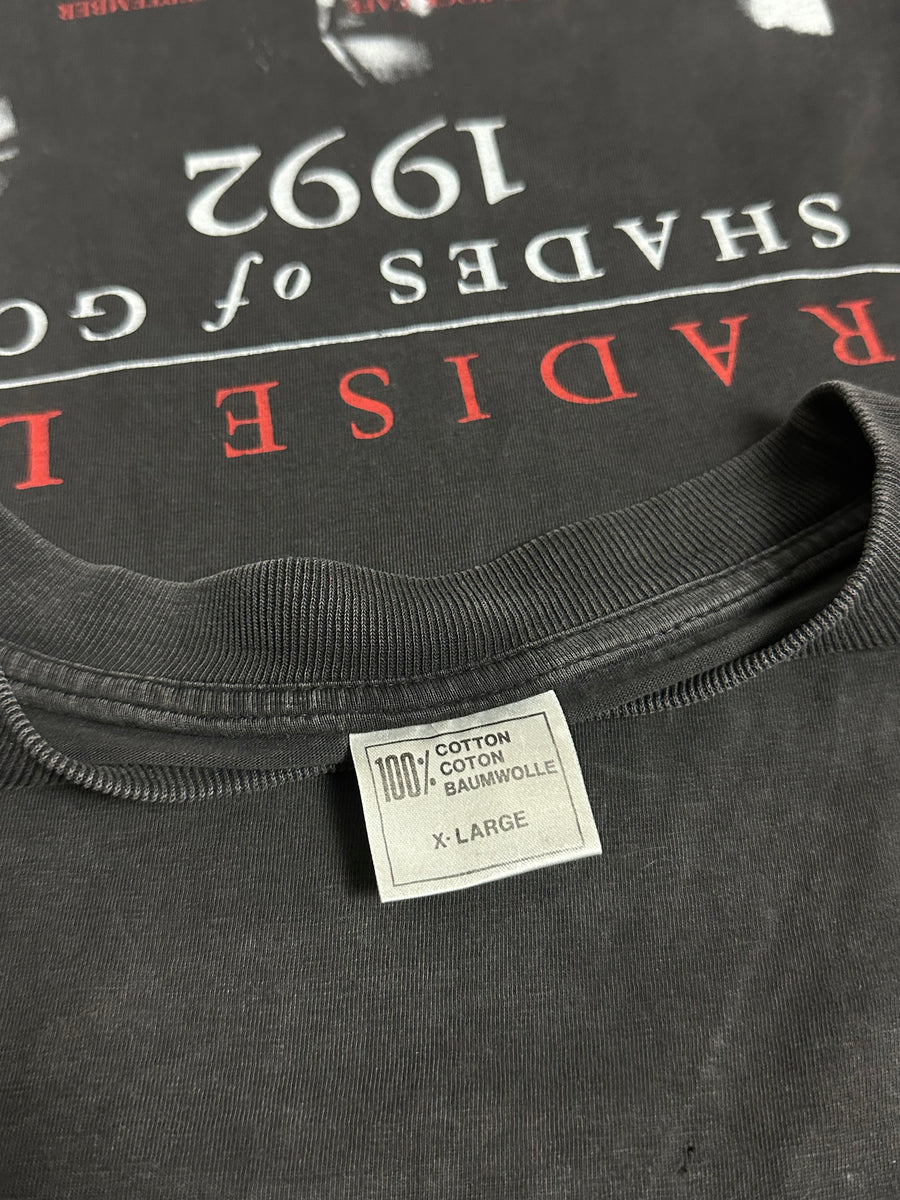 RADISE L
SHADES of GO
1992
100% COTTON
COTON
BAUMWOLLE
X-LARGE